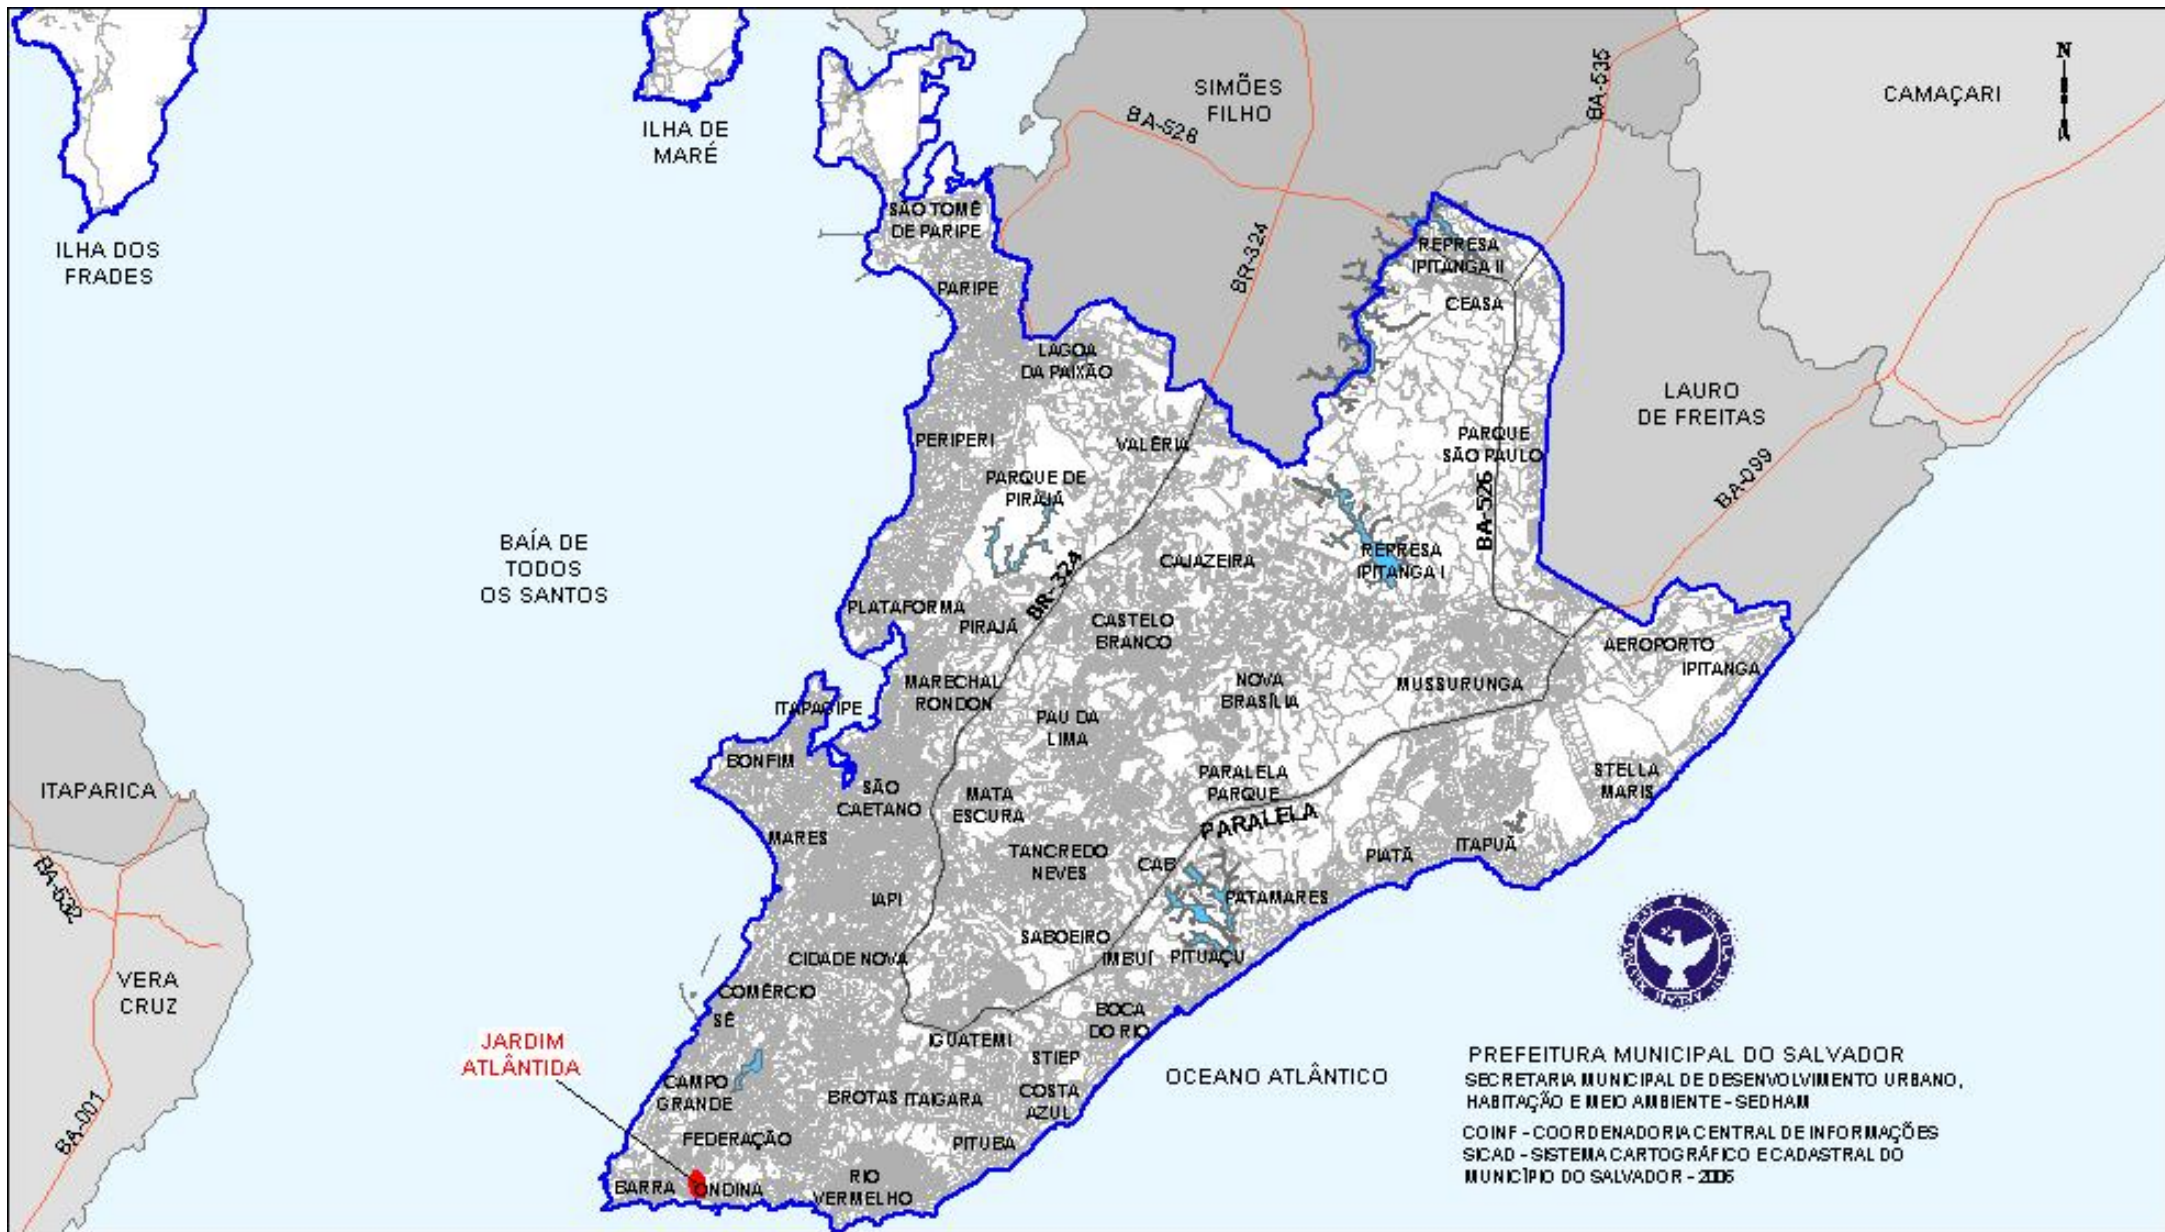 N
SIMÕES
FILHO
CAMAÇARI
BA-535
BA-528
ILHA DE
MARÉ
ILHA DOS
FRADES
SÃO TOMÉ
DE PARIPE
BR-324
REPRESA
IPITANGA II
CEASA
PARIPE
LAGOA
DA PAIXÃO
LAURO
DE FREITAS
PERIPERI
VALÉRIA
PARQUE
SÃO PAULO
PARQUE DE
PIRAJÁ
BA-099
BA-526
BAÍA DE
TODOS
OS SANTOS
CAJAZEIRA
REPRESA
IPITANGA I
BR-324
PLATAFORMA
PIRAJÁ
CASTELO
BRANCO
AEROPORTO
IPITANGA
MARECHAL
RONDON
NOVA
BRASÍLIA
MUSSURUNGA
ITAPAGIPE
PAU DA
LIMA
BONFIM
PARALELA
PARQUE
STELLA
MARIS
ITAPARICA
SÃO
CAETANO
MATA
ESCURA
PARALELA
MARES
TANCREDO
NEVES
CAB
PIATÃ
ITAPUÃ
BA-532
IAPI
PATAMARES
SABOEIRO
CIDADE NOVA
IMBUÍ
PITUAÇU
VERA
CRUZ
COMÉRCIO
SÉ
BOCA
DO RIO
JARDIM
ATLÂNTIDA
IGUATEMI
STIEP
OCEANO ATLÂNTICO
CAMPO
GRANDE
BROTAS
ITAIGARA
COSTA
AZUL
BA-001
FEDERAÇÃO
PITUBA
BARRA
ONDINA
RIO
VERMELHO
PREFEITURA MUNICIPAL DO SALVADOR
SECRETARIA MUNICIPAL DE DESENVOLVIMENTO URBANO,
HABITAÇÃO E MEIO AMBIENTE - SEDHAM
COINF - COORDENADORIA CENTRAL DE INFORMAÇÕES
SICAD - SISTEMA CARTOGRÁFICO E CADASTRAL DO
MUNICÍPIO DO SALVADOR - 2006